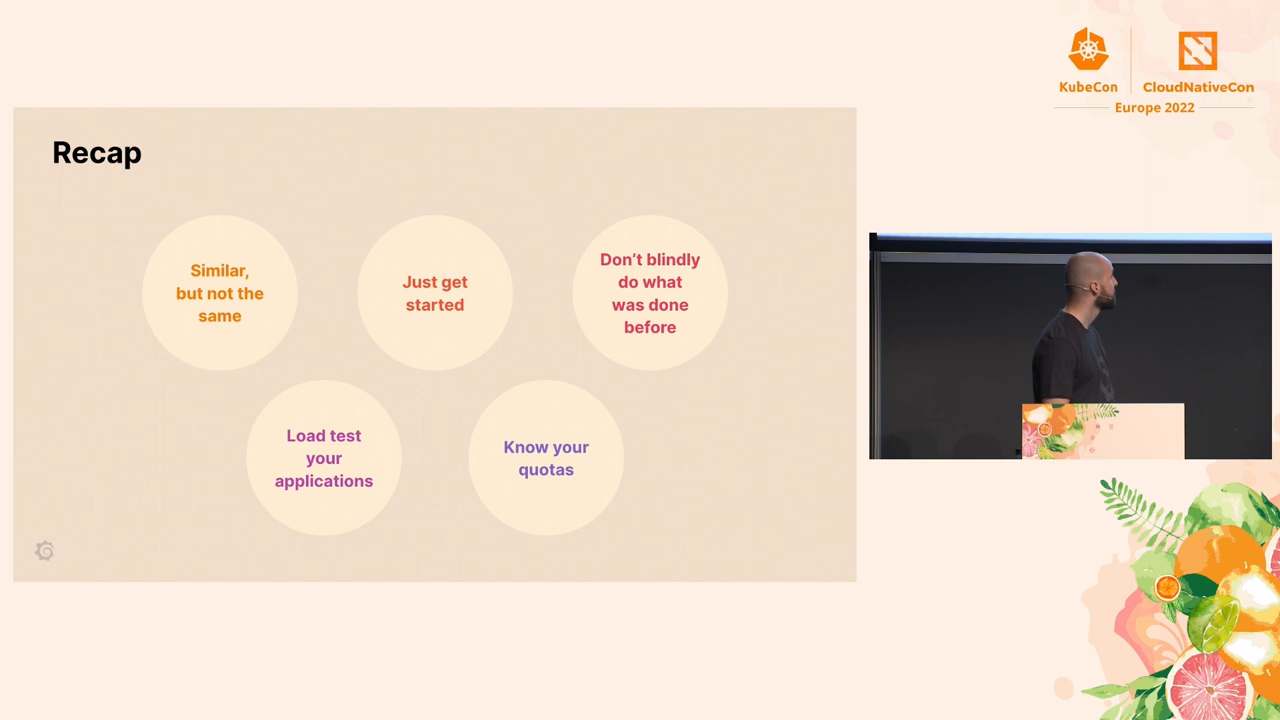 KubeCon
CloudNativeCon
Europe 2022
Recap
Similar,
but not the
same
Just get
started
Don’t blindly
do what
was done
before
Load test
your
applications
Know your
quotas